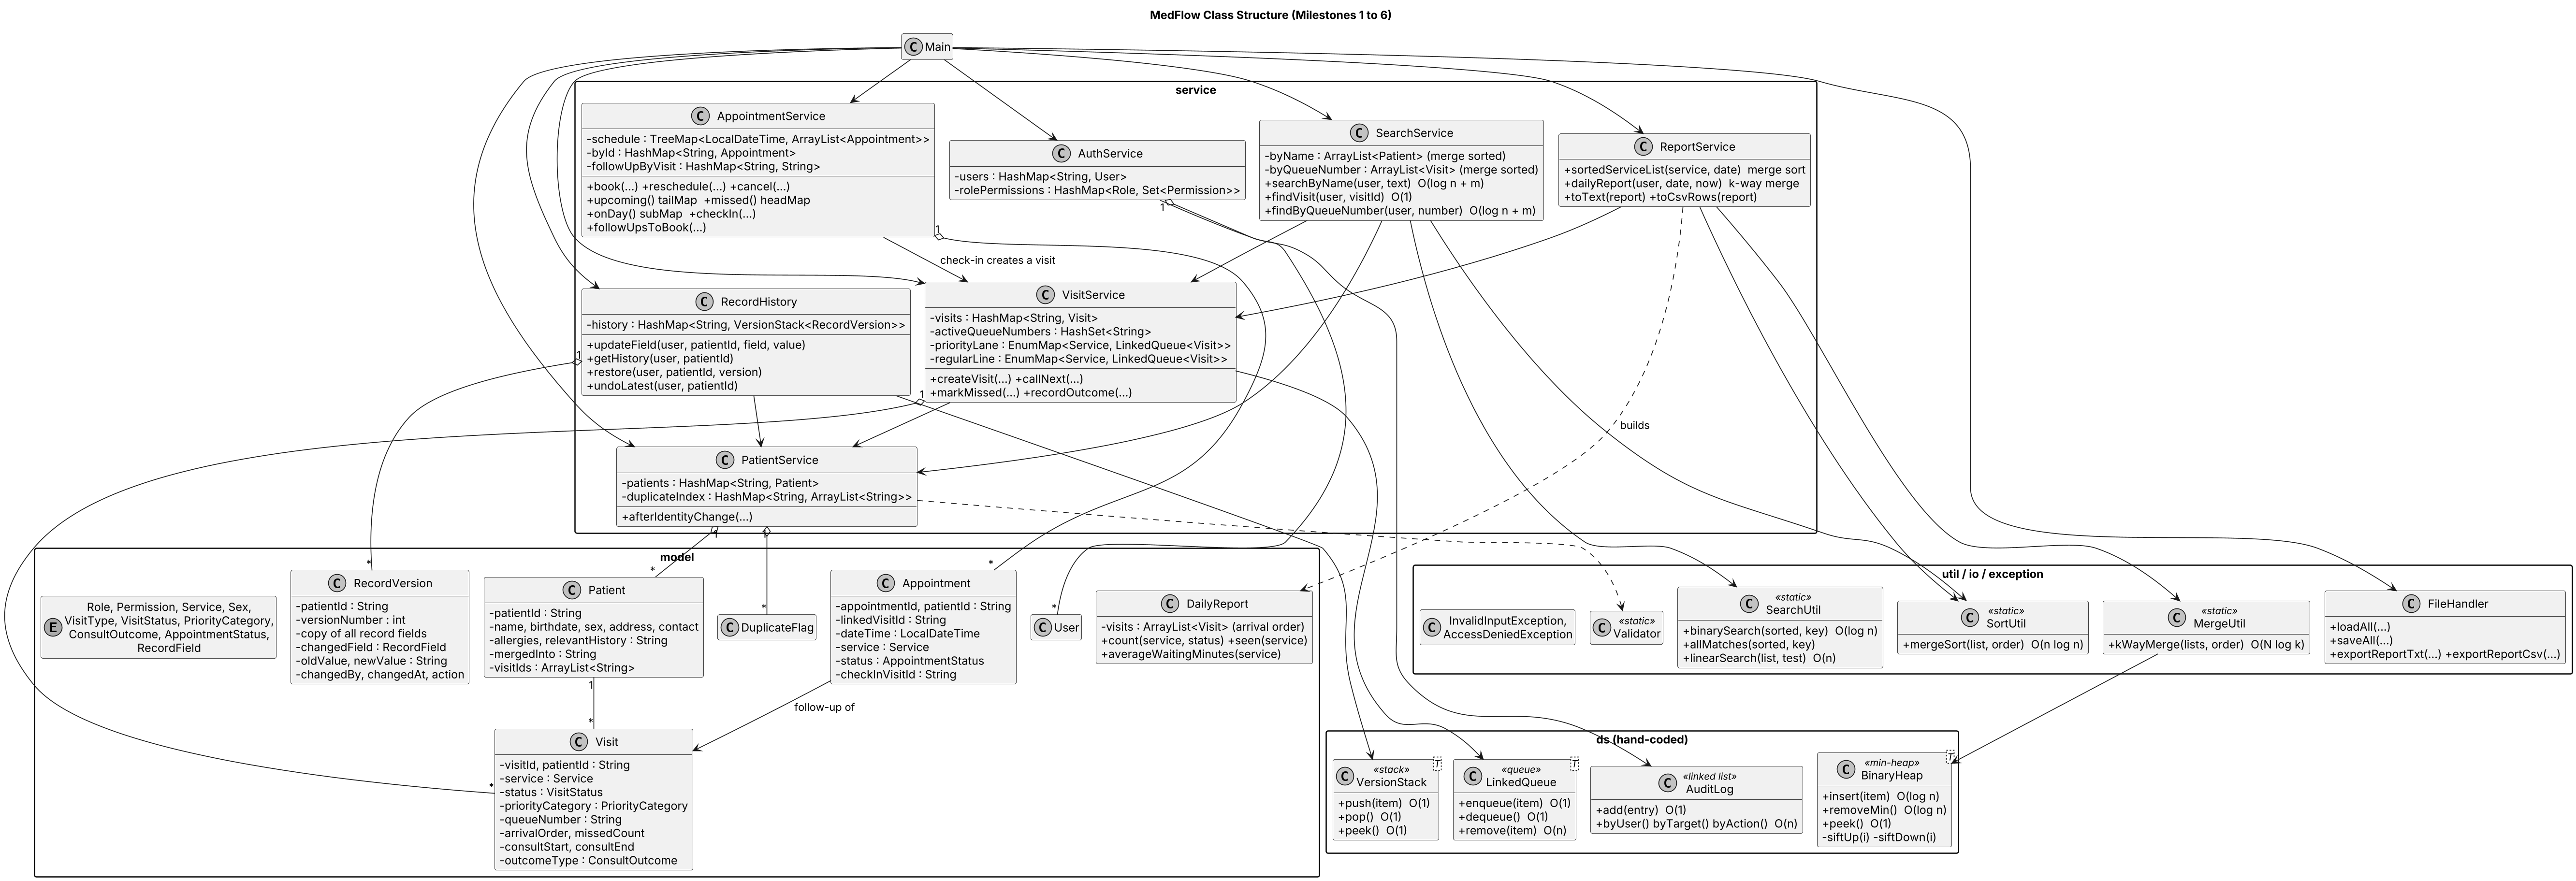 MedFlow Class Structure (Milestones 1 to 6)
C Main
service
C AppointmentService
-schedule : TreeMap<LocalDateTime, ArrayList<Appointment>>
-byId : HashMap<String, Appointment>
-followUpByVisit : HashMap<String, String>
+book(...) +reschedule(...) +cancel(...)
+upcoming() tailMap +missed() headMap
+onDay() subMap +checkIn(...)
+followUpsToBook(...)
C AuthService
-users : HashMap<String, User>
-rolePermissions : HashMap<Role, Set<Permission>>
C SearchService
-byName : ArrayList<Patient> (merge sorted)
-byQueueNumber : ArrayList<Visit> (merge sorted)
+searchByName(user, text) O(log n + m)
+findVisit(user, visitId) O(1)
+findByQueueNumber(user, number) O(log n + m)
C ReportService
+sortedServiceList(service, date) merge sort
+dailyReport(user, date, now) k-way merge
+toText(report) +toCsvRows(report)
1
1
check-in creates a visit
C RecordHistory
-history : HashMap<String, VersionStack<RecordVersion>>
+updateField(user, patientId, field, value)
+getHistory(user, patientId)
+restore(user, patientId, version)
+undoLatest(user, patientId)
1
C VisitService
-visits : HashMap<String, Visit>
-activeQueueNumbers : HashSet<String>
-priorityLane : EnumMap<Service, LinkedQueue<Visit>>
-regularLine : EnumMap<Service, LinkedQueue<Visit>>
+createVisit(...) +callNext(...)
+markMissed(...) +recordOutcome(...)
1
builds
C PatientService
-patients : HashMap<String, Patient>
-duplicateIndex : HashMap<String, ArrayList<String>>
+afterIdentityChange(...)
1
1
model
E Role, Permission, Service, Sex,
VisitType, VisitStatus, PriorityCategory,
ConsultOutcome, AppointmentStatus,
RecordField
*
C RecordVersion
-patientId : String
-versionNumber : int
-copy of all record fields
-changedField : RecordField
-oldValue, newValue : String
-changedBy, changedAt, action
*
C Patient
-patientId : String
-name, birthdate, sex, address, contact
-allergies, relevantHistory : String
-mergedInto : String
-visitIds : ArrayList<String>
*
C DuplicateFlag
*
C Appointment
-appointmentId, patientId : String
-linkedVisitId : String
-dateTime : LocalDateTime
-service : Service
-status : AppointmentStatus
-checkInVisitId : String
*
C User
C DailyReport
-visits : ArrayList<Visit> (arrival order)
+count(service, status) +seen(service)
+averageWaitingMinutes(service)
util / io / exception
C InvalidInputException,
AccessDeniedException
C «static»
Validator
C «static»
SearchUtil
+binarySearch(sorted, key) O(log n)
+allMatches(sorted, key)
+linearSearch(list, test) O(n)
C «static»
SortUtil
+mergeSort(list, order) O(n log n)
C «static»
MergeUtil
+kWayMerge(lists, order) O(N log k)
C FileHandler
+loadAll(...)
+saveAll(...)
+exportReportTxt(...) +exportReportCsv(...)
1
*
follow-up of
*
C Visit
-visitId, patientId : String
-service : Service
-status : VisitStatus
-priorityCategory : PriorityCategory
-queueNumber : String
-arrivalOrder, missedCount
-consultStart, consultEnd
-outcomeType : ConsultOutcome
ds (hand-coded)
C «stack»
VersionStack
T
+push(item) O(1)
+pop() O(1)
+peek() O(1)
C «queue»
LinkedQueue
T
+enqueue(item) O(1)
+dequeue() O(1)
+remove(item) O(n)
C «linked list»
AuditLog
+add(entry) O(1)
+byUser() byTarget() byAction() O(n)
C «min-heap»
BinaryHeap
T
+insert(item) O(log n)
+removeMin() O(log n)
+peek() O(1)
-siftUp(i) -siftDown(i)